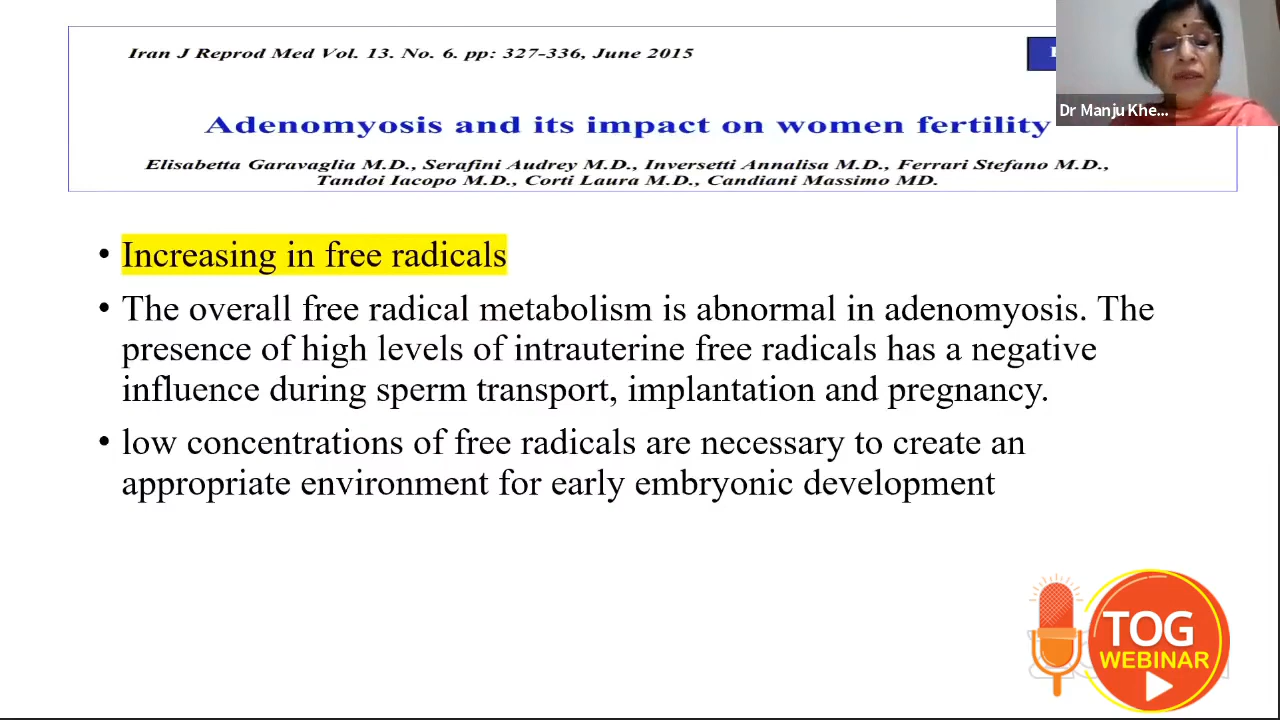 Iran J Reprod Med Vol. 13. No. 6. pp: 327-336, June 2015
Dr Manju Khe...
Adenomyosis and its impact on women fertility
Elisabetta Garavaglia M.D., Serafini Audrey M.D., Inversetti Annalisa M.D., Ferrari Stefano M.D.,
Tandoi Iacopo M.D., Corti Laura M.D., Candiani Massimo MD.
• Increasing in free radicals
• The overall free radical metabolism is abnormal in adenomyosis. The
presence of high levels of intrauterine free radicals has a negative
influence during sperm transport, implantation and pregnancy.
• low concentrations of free radicals are necessary to create an
appropriate environment for early embryonic development
TOG
WEBINAR